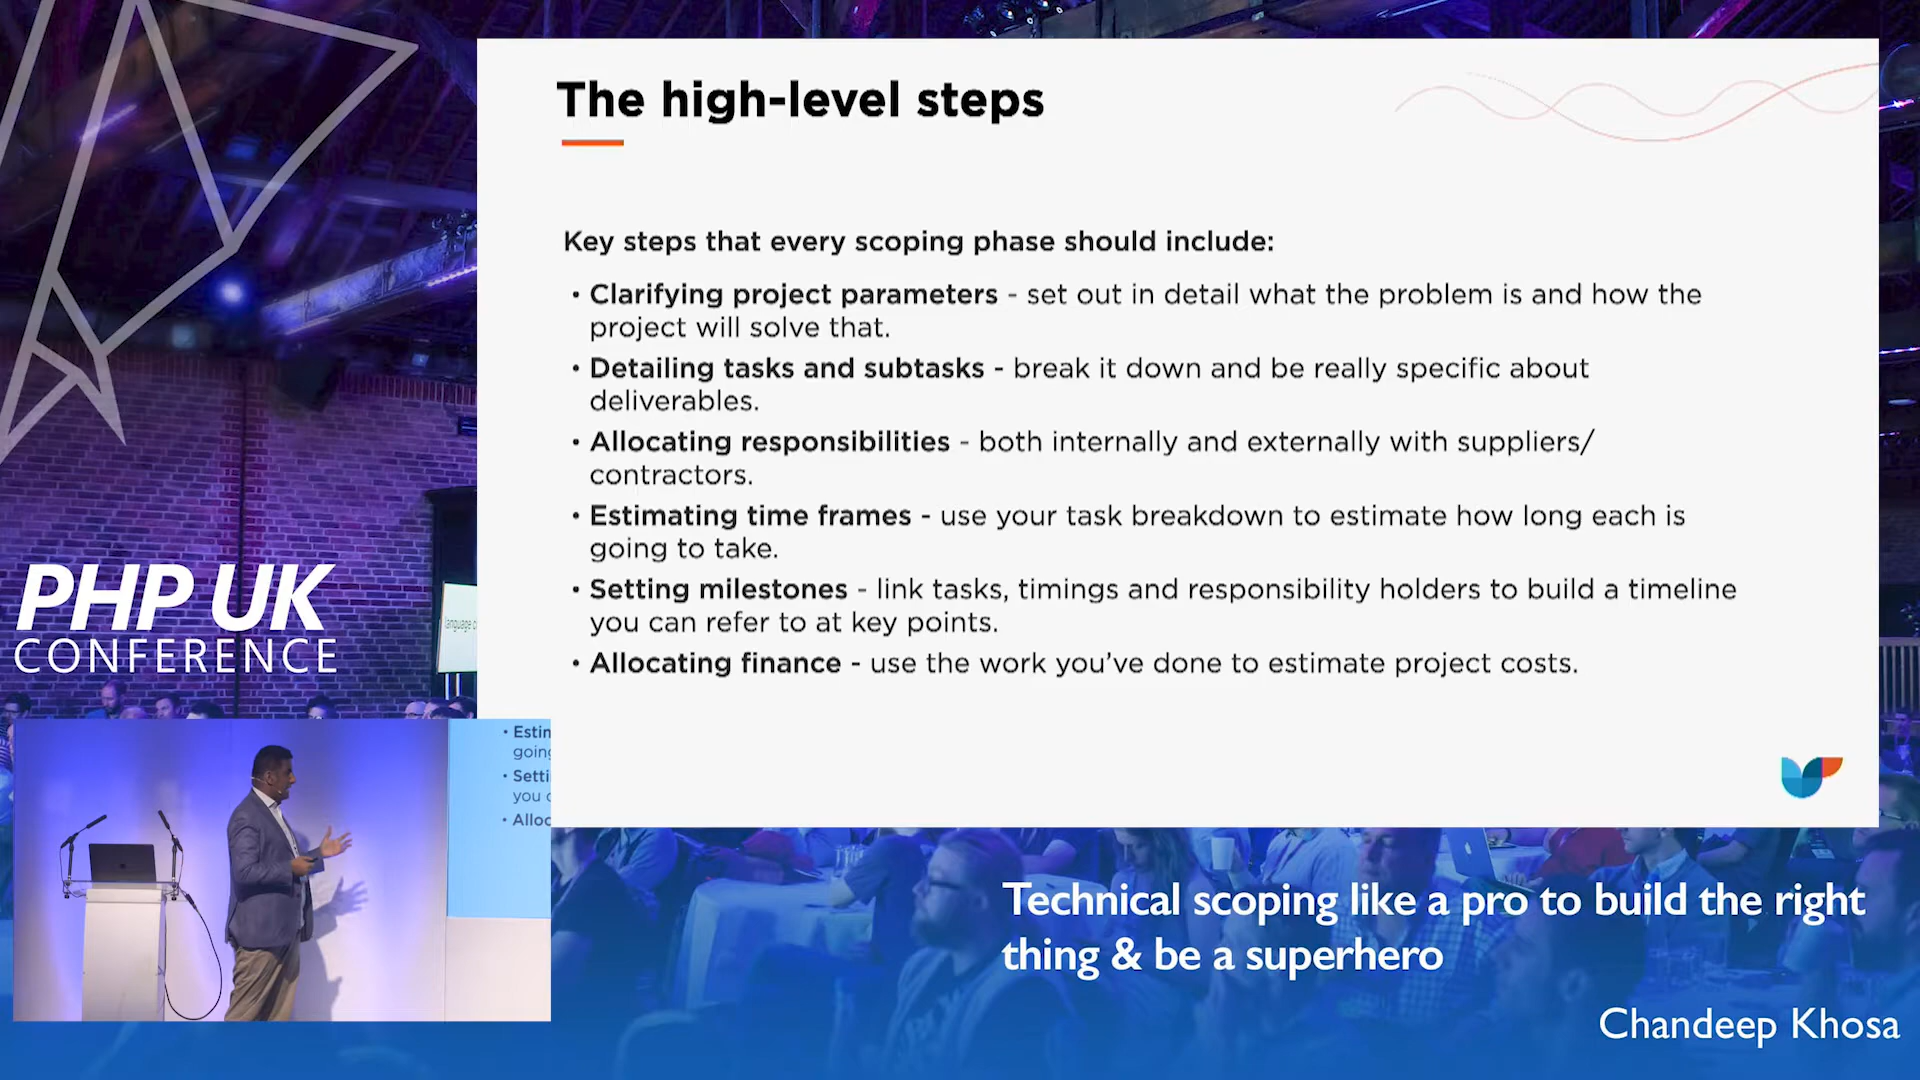 The high-level steps
Key steps that every scoping phase should include:
• Clarifying project parameters - set out in detail what the problem is and how the
project will solve that.
• Detailing tasks and subtasks - break it down and be really specific about
deliverables.
• Allocating responsibilities - both internally and externally with suppliers/
contractors.
• Estimating time frames - use your task breakdown to estimate how long each is
going to take.
• Setting milestones - link tasks, timings and responsibility holders to build a timeline
you can refer to at key points.
• Allocating finance - use the work you've done to estimate project costs.
PHP UK
CONFERENCE
language
• Estin
going
• Setti
you c
• Alloc
Technical scoping like a pro to build the right
thing & be a superhero
Chandeep Khosa